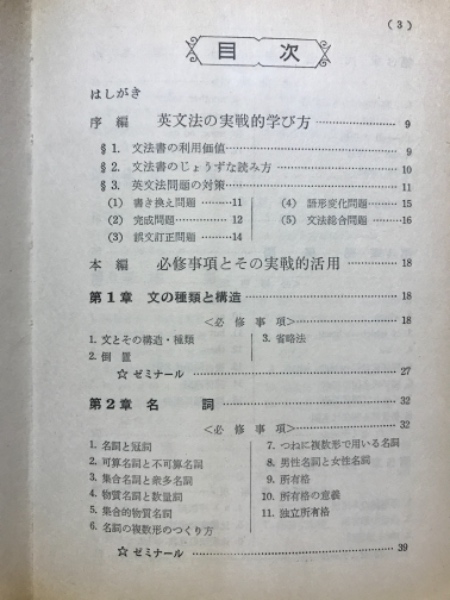 (3)
目次
はしがき
序編 英文法の実戦的学び方……………… 9
§1. 文法書の利用価値……………… 9
§2. 文法書のじょうずな読み方……………… 10
§3. 英文法問題の対策……………… 11
(1) 書き換え問題………11
(2) 完成問題……………12
(3) 誤文訂正問題………14
(4) 語形変化問題……15
(5) 文法総合問題………16
本編 必修事項とその実戦的活用……………… 18
第1章 文の種類と構造……………… 18
<必修事項>……………… 18
1. 文とその構造・種類
2. 倒置
3. 省略法
☆ ゼミナール……………… 27
第2章 名詞……………… 32
<必修事項>……………… 32
1. 名詞と冠詞
2. 可算名詞と不可算名詞
3. 集合名詞と衆多名詞
4. 物質名詞と数量詞
5. 集合的物質名詞
6. 名詞の複数形のつくり方
7. つねに複数形で用いる名詞
8. 男性名詞と女性名詞
9. 所有格
10. 所有格の意義
11. 独立所有格
☆ ゼミナール……………… 39